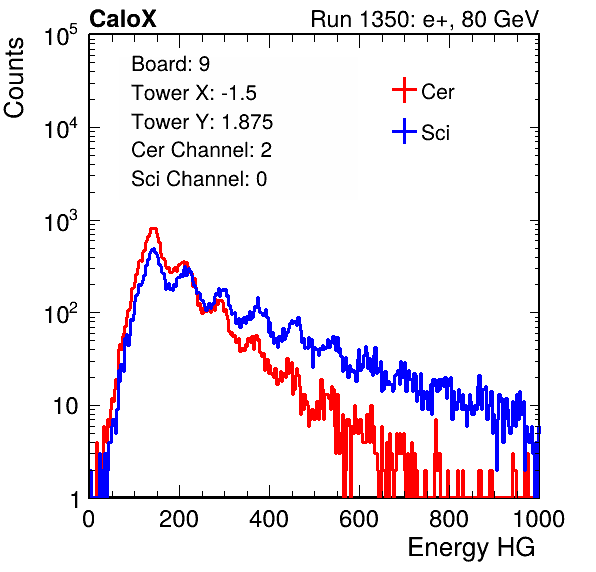 CaloX Run 1350: e+, 80 GeV
Counts
10^5
10^4
10^3
10^2
10
1
Board: 9
Tower X: -1.5
Tower Y: 1.875
Cer Channel: 2
Sci Channel: 0
Cer
Sci
0 200 400 600 800 1000
Energy HG